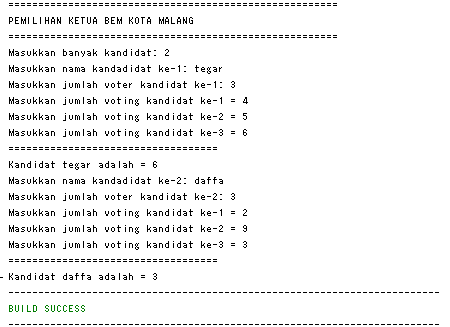 ==================================================
PEMILIHAN KETUA BEM KOTA MALANG
==================================================
Masukkan banyak kandidat: 2
Masukkan nama kandadidat ke-1: tegar
Masukkan jumlah voter kandidat ke-1: 3
Masukkan jumlah voting kandidat ke-1 = 4
Masukkan jumlah voting kandidat ke-2 = 5
Masukkan jumlah voting kandidat ke-3 = 6
================================
Kandidat tegar adalah = 6
Masukkan nama kandadidat ke-2: daffa
Masukkan jumlah voter kandidat ke-2: 3
Masukkan jumlah voting kandidat ke-1 = 2
Masukkan jumlah voting kandidat ke-2 = 9
Masukkan jumlah voting kandidat ke-3 = 3
================================
Kandidat daffa adalah = 3
------------------------------------------------------------------------
BUILD SUCCESS
------------------------------------------------------------------------